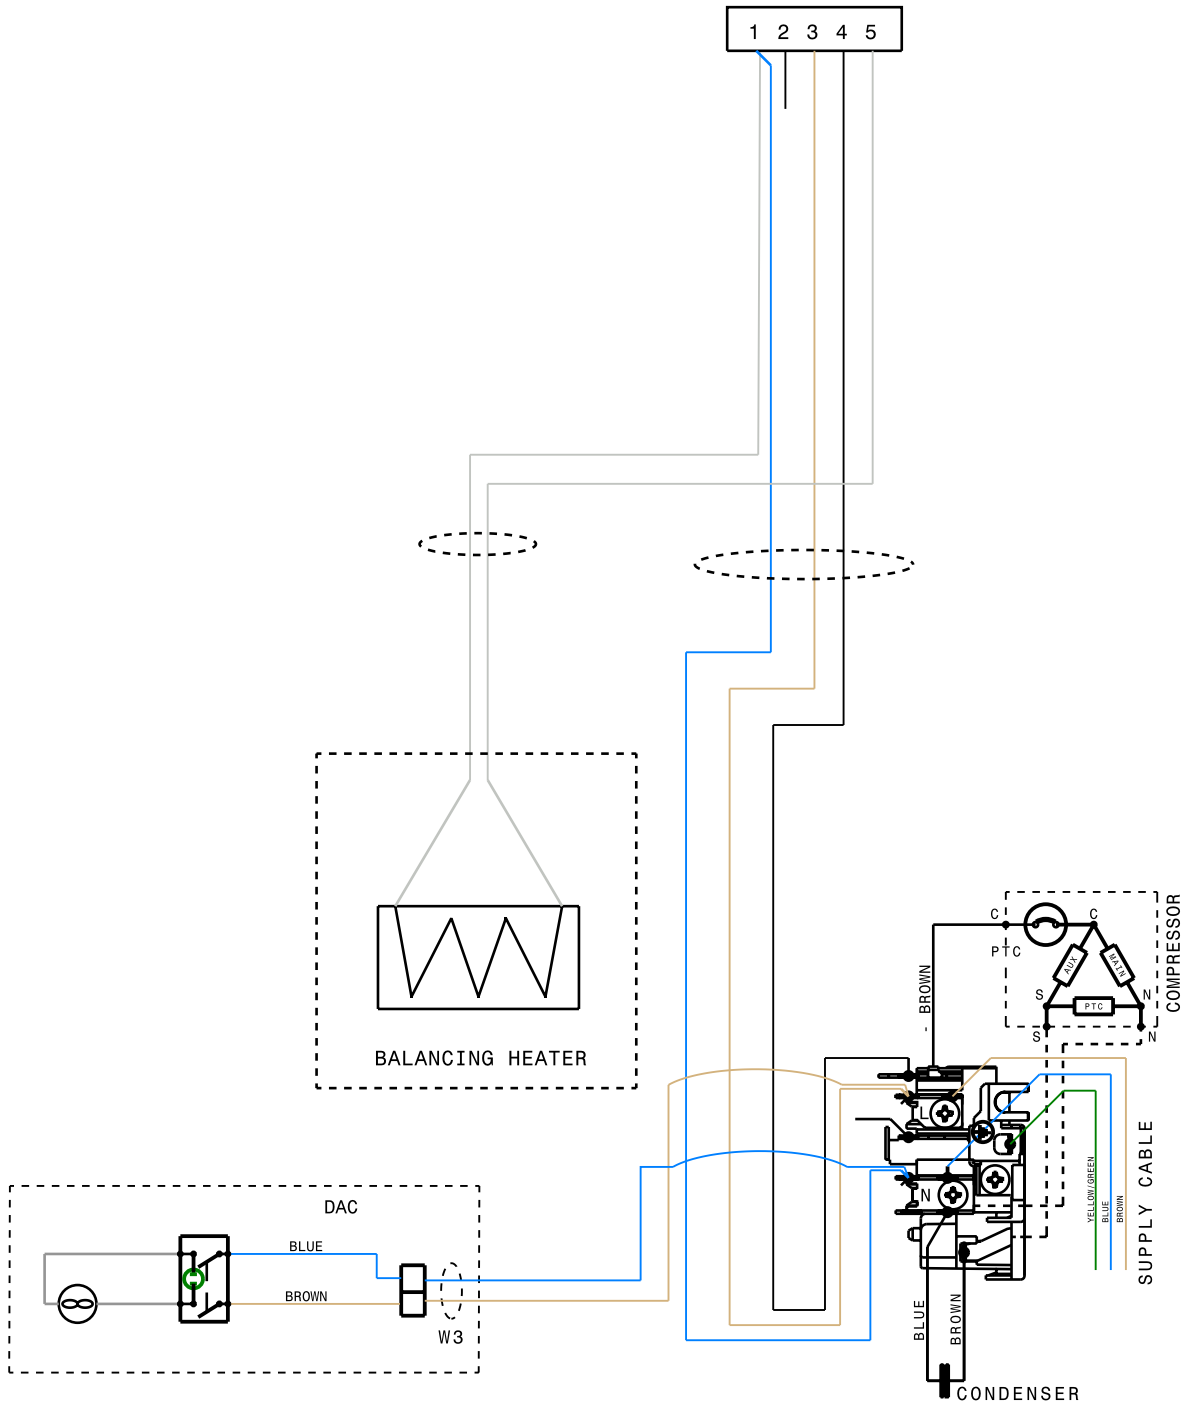 1 2 3 4 5
BALANCING HEATER
C
C
PTC
AUX
MAIN
S
N
PTC
S
N
COMPRESSOR
- BROWN
L
N
YELLOW/GREEN
BLUE
BROWN
SUPPLY CABLE
DAC
BLUE
BROWN
W3
BLUE
BROWN
CONDENSER